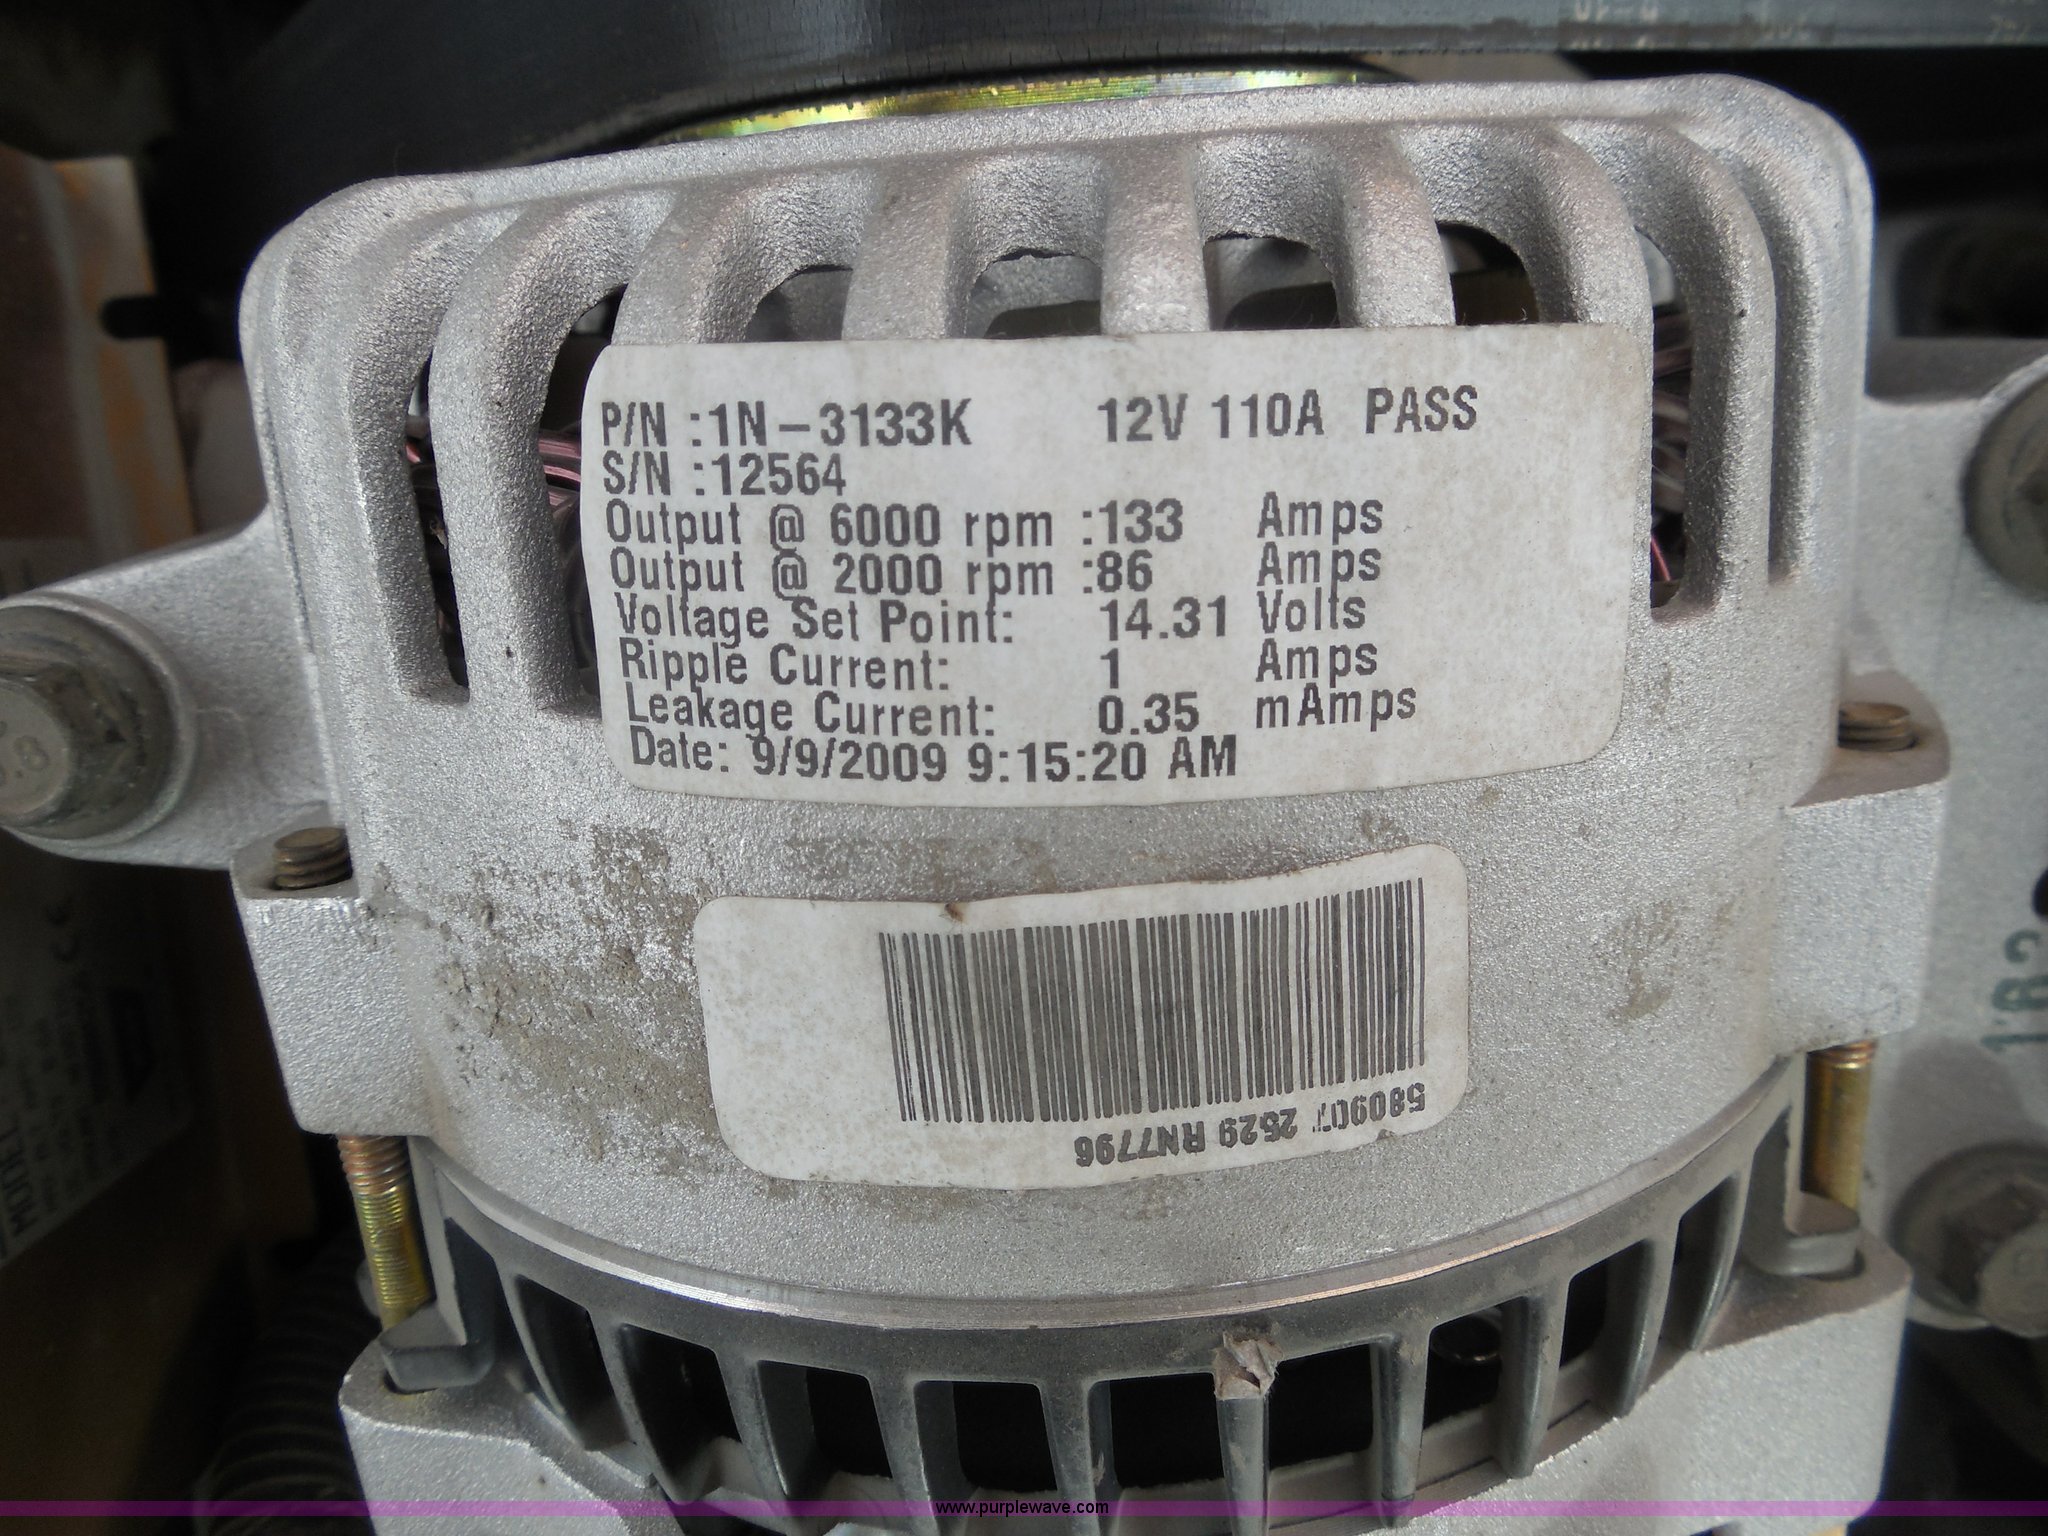 P/N :1N-3133K 12V 110A PASS
S/N :12564
Output @ 6000 rpm :133 Amps
Output @ 2000 rpm :86 Amps
Voltage Set Point: 14.31 Volts
Ripple Current: 1 Amps
Leakage Current: 0.35 mAmps
Date: 9/9/2009 9:15:20 AM
580907 2529 RN7796
MODEL
www.purplewave.com